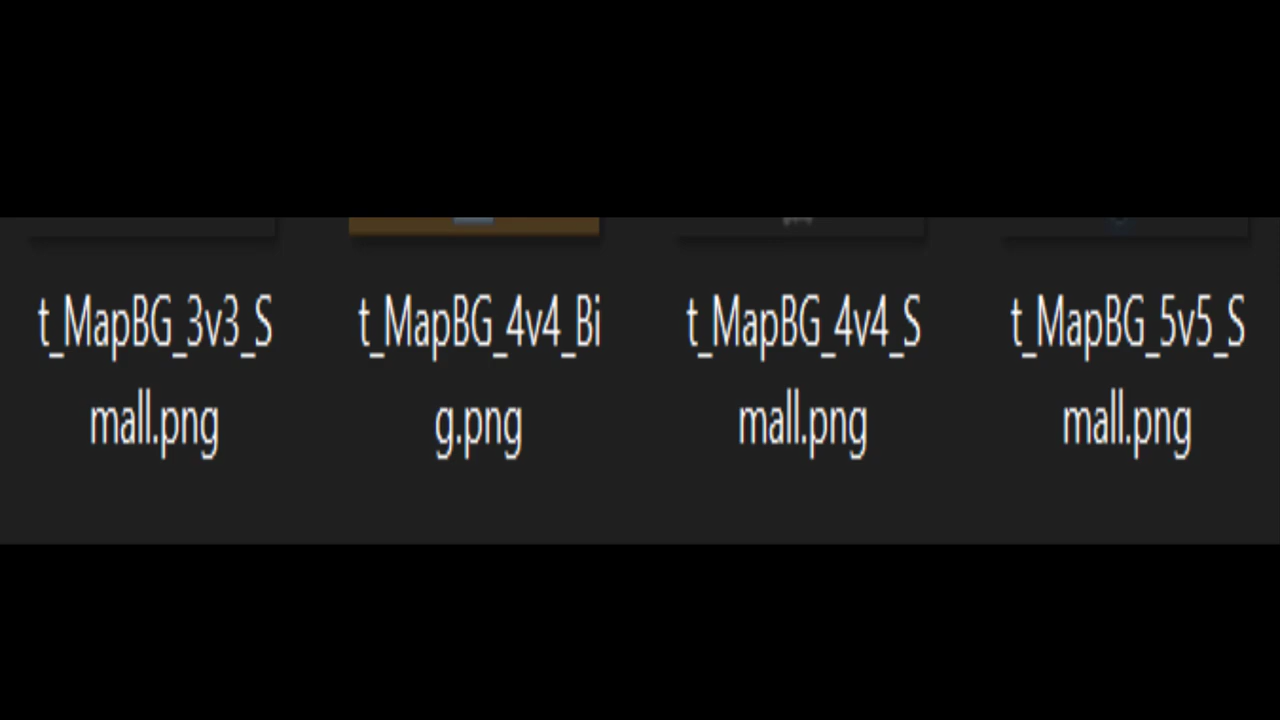 t_MapBG_3v3_S
mall.png
t_MapBG_4v4_Bi
g.png
t_MapBG_4v4_S
mall.png
t_MapBG_5v5_S
mall.png